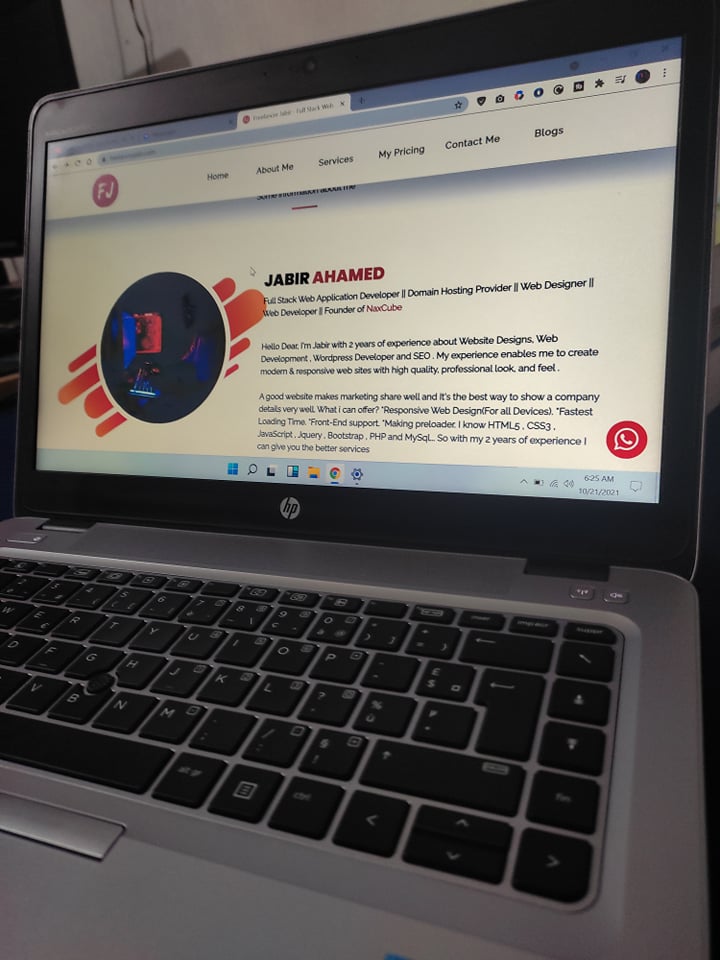 Freelancer Jabir - Full Stack Web
FJ
Home About Me Services My Pricing Contact Me Blogs
Some information about me
JABIR AHAMED
Full Stack Web Application Developer || Domain Hosting Provider || Web Designer ||
Web Developer || Founder of NaxCube
Hello Dear, I'm Jabir with 2 years of experience about Website Designs, Web
Development , Wordpress Developer and SEO . My experience enables me to create
modern & responsive web sites with high quality, professional look, and feel .
A good website makes marketing share well and It's the best way to show a company
details very well. What i can offer? *Responsive Web Design(For all Devices). *Fastest
Loading Time. *Front-End support. *Making preloader. I know HTML5 , CSS3 ,
JavaScript , Jquery , Bootstrap , PHP and MySql... So with my 2 years of experience I
can give you the better services
6:25 AM
10/21/2021
hp
W E R T Y U I O P
D F G H J K L
V B N M
alt gr ctrl fin